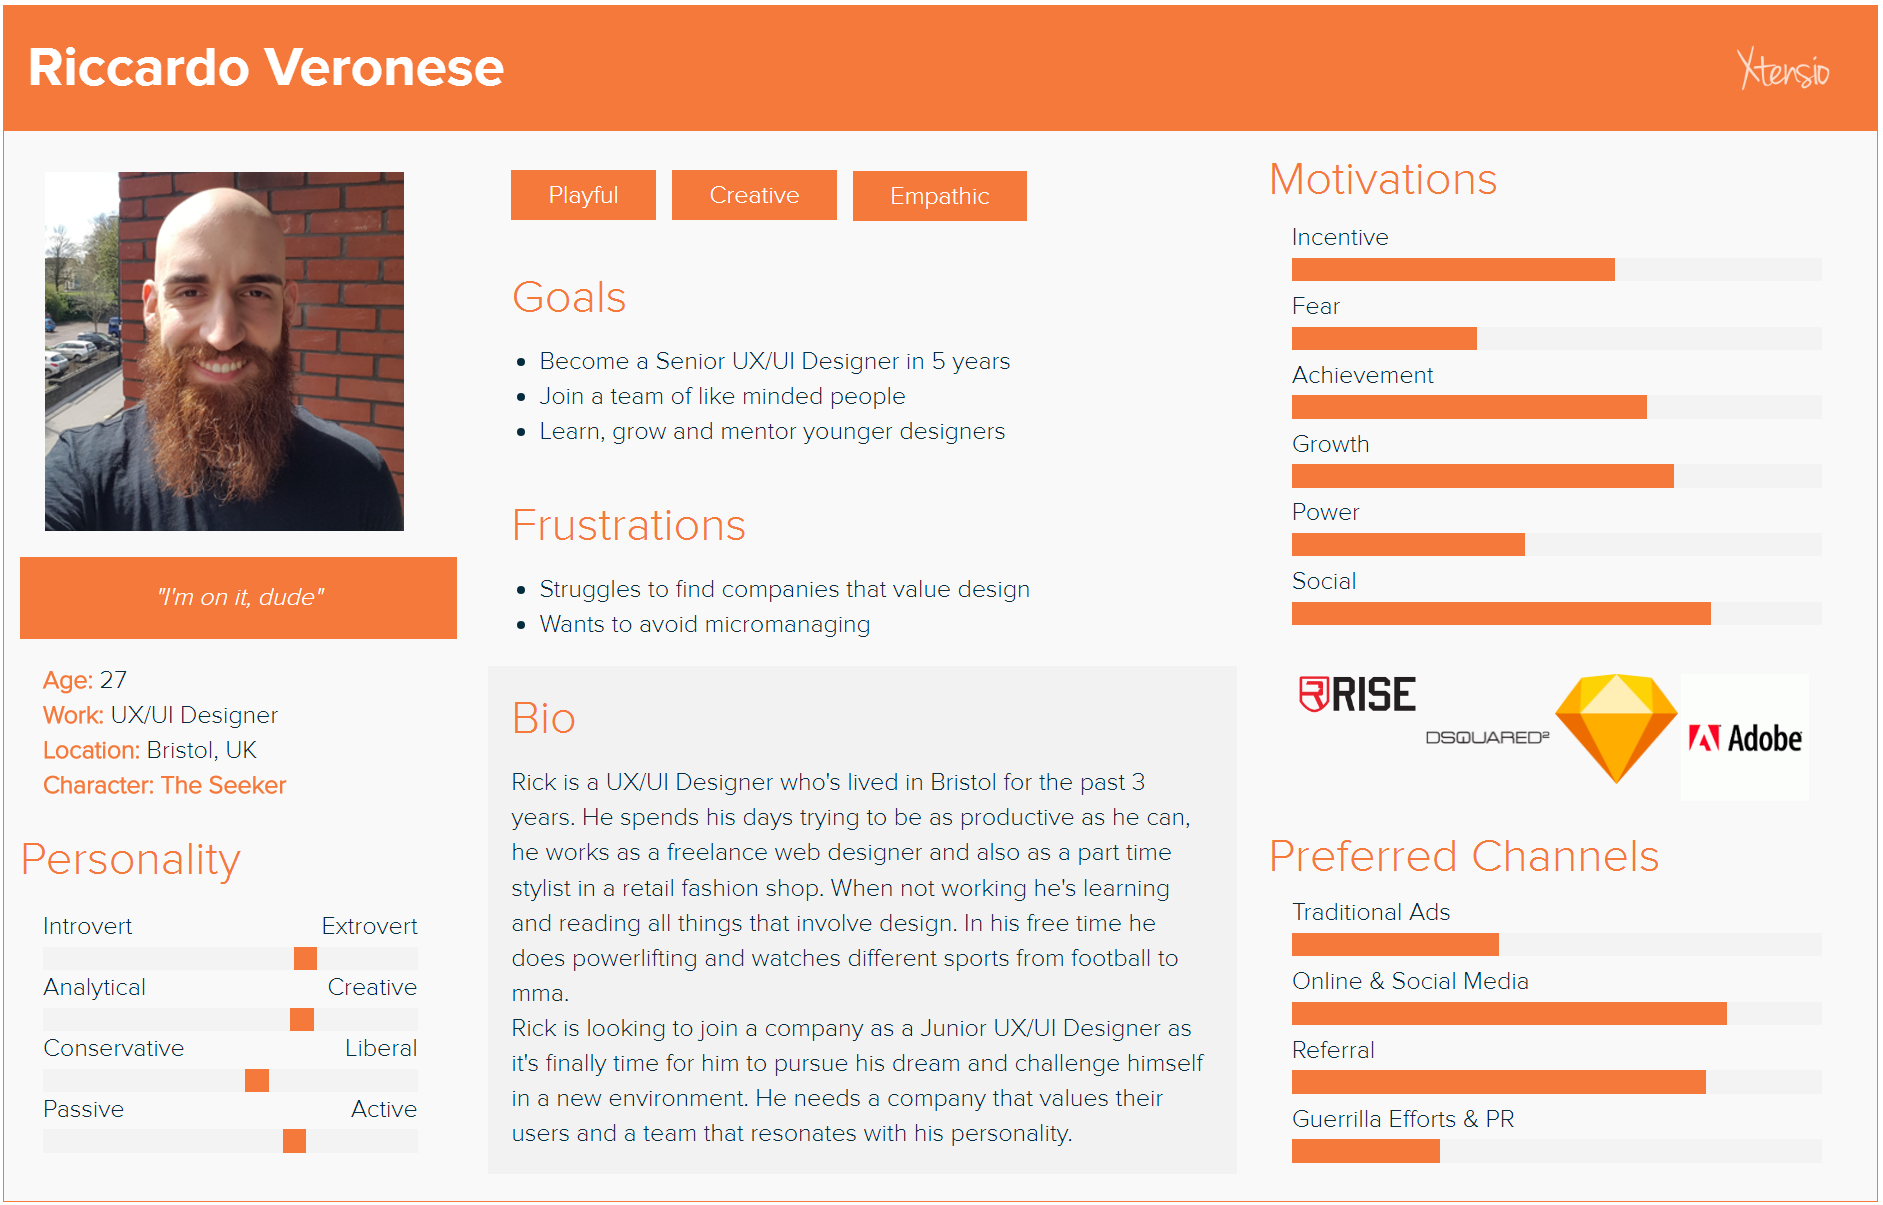 Riccardo Veronese
Xtensio
"I'm on it, dude"
Age: 27
Work: UX/UI Designer
Location: Bristol, UK
Character: The Seeker
Personality
Introvert Extrovert
Analytical Creative
Conservative Liberal
Passive Active
Playful Creative Empathic
Goals
Become a Senior UX/UI Designer in 5 years
Join a team of like minded people
Learn, grow and mentor younger designers
Frustrations
Struggles to find companies that value design
Wants to avoid micromanaging
Bio
Rick is a UX/UI Designer who's lived in Bristol for the past 3
years. He spends his days trying to be as productive as he can,
he works as a freelance web designer and also as a part time
stylist in a retail fashion shop. When not working he's learning
and reading all things that involve design. In his free time he
does powerlifting and watches different sports from football to
mma.
Rick is looking to join a company as a Junior UX/UI Designer as
it's finally time for him to pursue his dream and challenge himself
in a new environment. He needs a company that values their
users and a team that resonates with his personality.
Motivations
Incentive
Fear
Achievement
Growth
Power
Social
RISE
DSQUARED²
Adobe
Preferred Channels
Traditional Ads
Online & Social Media
Referral
Guerrilla Efforts & PR